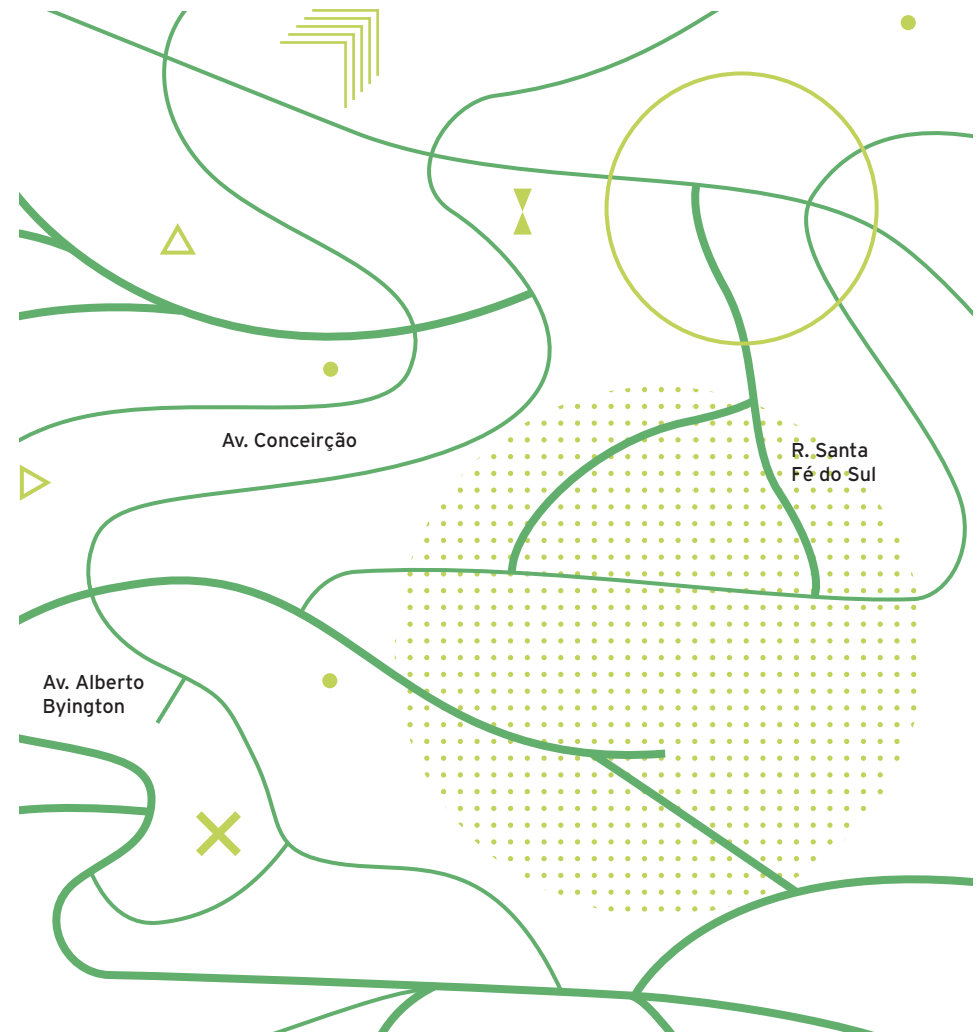 Av. Conceirção
R. Santa
Fé do Sul
Av. Alberto
Byington